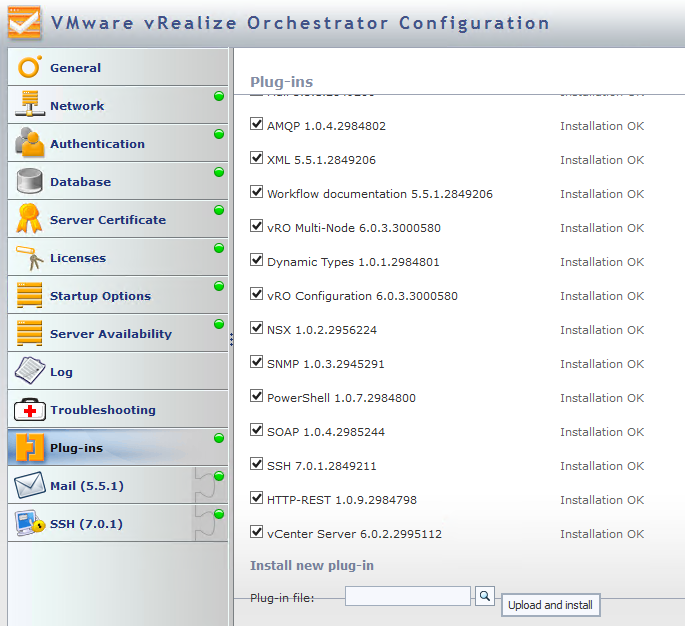 VMware vRealize Orchestrator Configuration
General
Network
Authentication
Database
Server Certificate
Licenses
Startup Options
Server Availability
Log
Troubleshooting
Plug-ins
Mail (5.5.1)
SSH (7.0.1)
Plug-ins
AMQP 1.0.4.2984802 Installation OK
XML 5.5.1.2849206 Installation OK
Workflow documentation 5.5.1.2849206 Installation OK
vRO Multi-Node 6.0.3.3000580 Installation OK
Dynamic Types 1.0.1.2984801 Installation OK
vRO Configuration 6.0.3.3000580 Installation OK
NSX 1.0.2.2956224 Installation OK
SNMP 1.0.3.2945291 Installation OK
PowerShell 1.0.7.2984800 Installation OK
SOAP 1.0.4.2985244 Installation OK
SSH 7.0.1.2849211 Installation OK
HTTP-REST 1.0.9.2984798 Installation OK
vCenter Server 6.0.2.2995112 Installation OK
Install new plug-in
Plug-in file: Upload and install